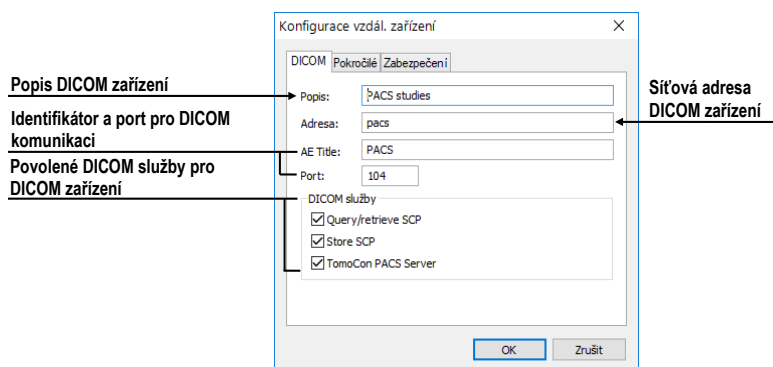 Konfigurace vzdál. zařízení
DICOM Pokročilé Zabezpečení
Popis DICOM zařízení
Popis: PACS studies
Síťová adresa
DICOM zařízení
Identifikátor a port pro DICOM
komunikaci
Adresa: pacs
AE Title: PACS
Povolené DICOM služby pro
DICOM zařízení
Port: 104
DICOM služby
Query/retrieve SCP
Store SCP
TomoCon PACS Server
OK Zrušit